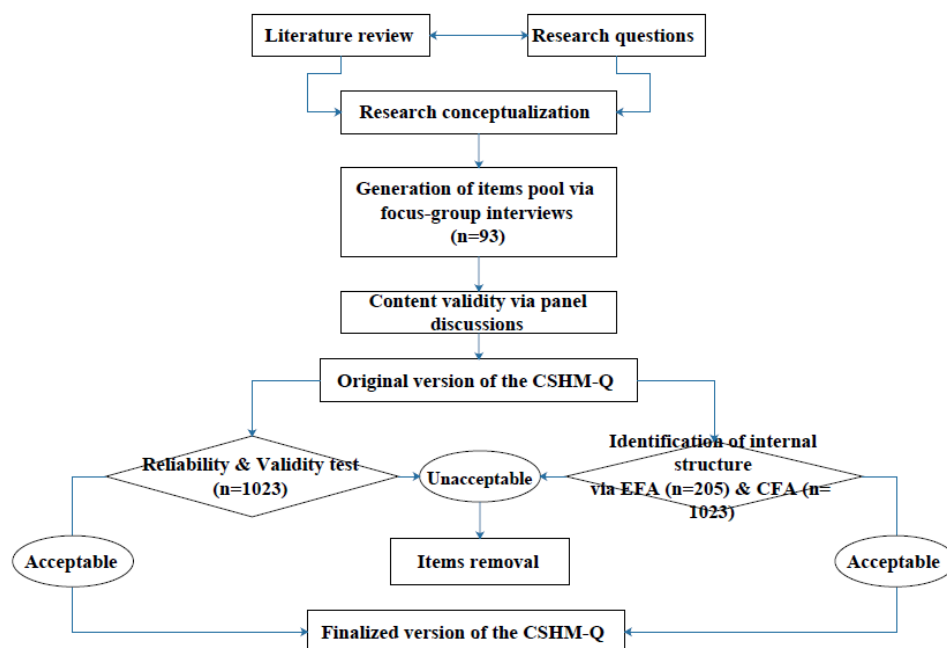 Literature review
Research questions
Research conceptualization
Generation of items pool via
focus-group interviews
(n=93)
Content validity via panel
discussions
Original version of the CSHM-Q
Reliability & Validity test
(n=1023)
Unacceptable
Identification of internal
structure
via EFA (n=205) & CFA (n=
1023)
Acceptable
Items removal
Acceptable
Finalized version of the CSHM-Q